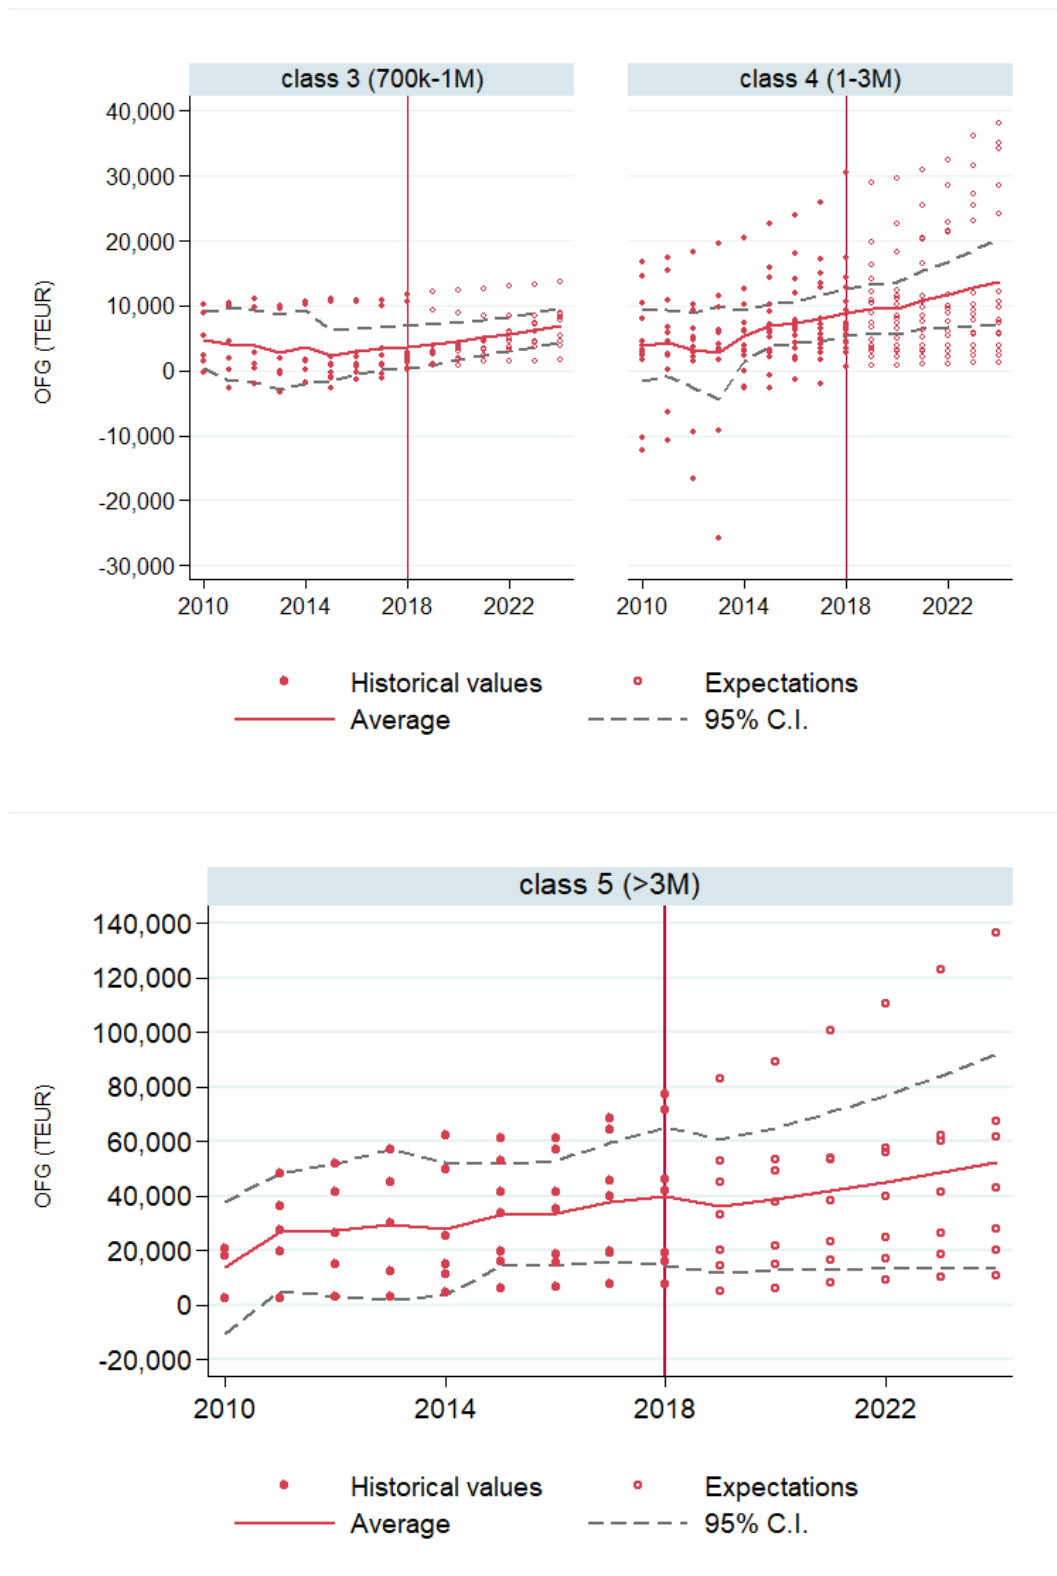 class 3 (700k-1M) class 4 (1-3M)
40,000
30,000
20,000
10,000
0
-10,000
-20,000
-30,000
OFG (TEUR)
2010 2014 2018 2022 2010 2014 2018 2022
Historical values Expectations
Average 95% C.I.
class 5 (>3M)
140,000
120,000
100,000
80,000
60,000
40,000
20,000
0
-20,000
OFG (TEUR)
2010 2014 2018 2022
Historical values Expectations
Average 95% C.I.